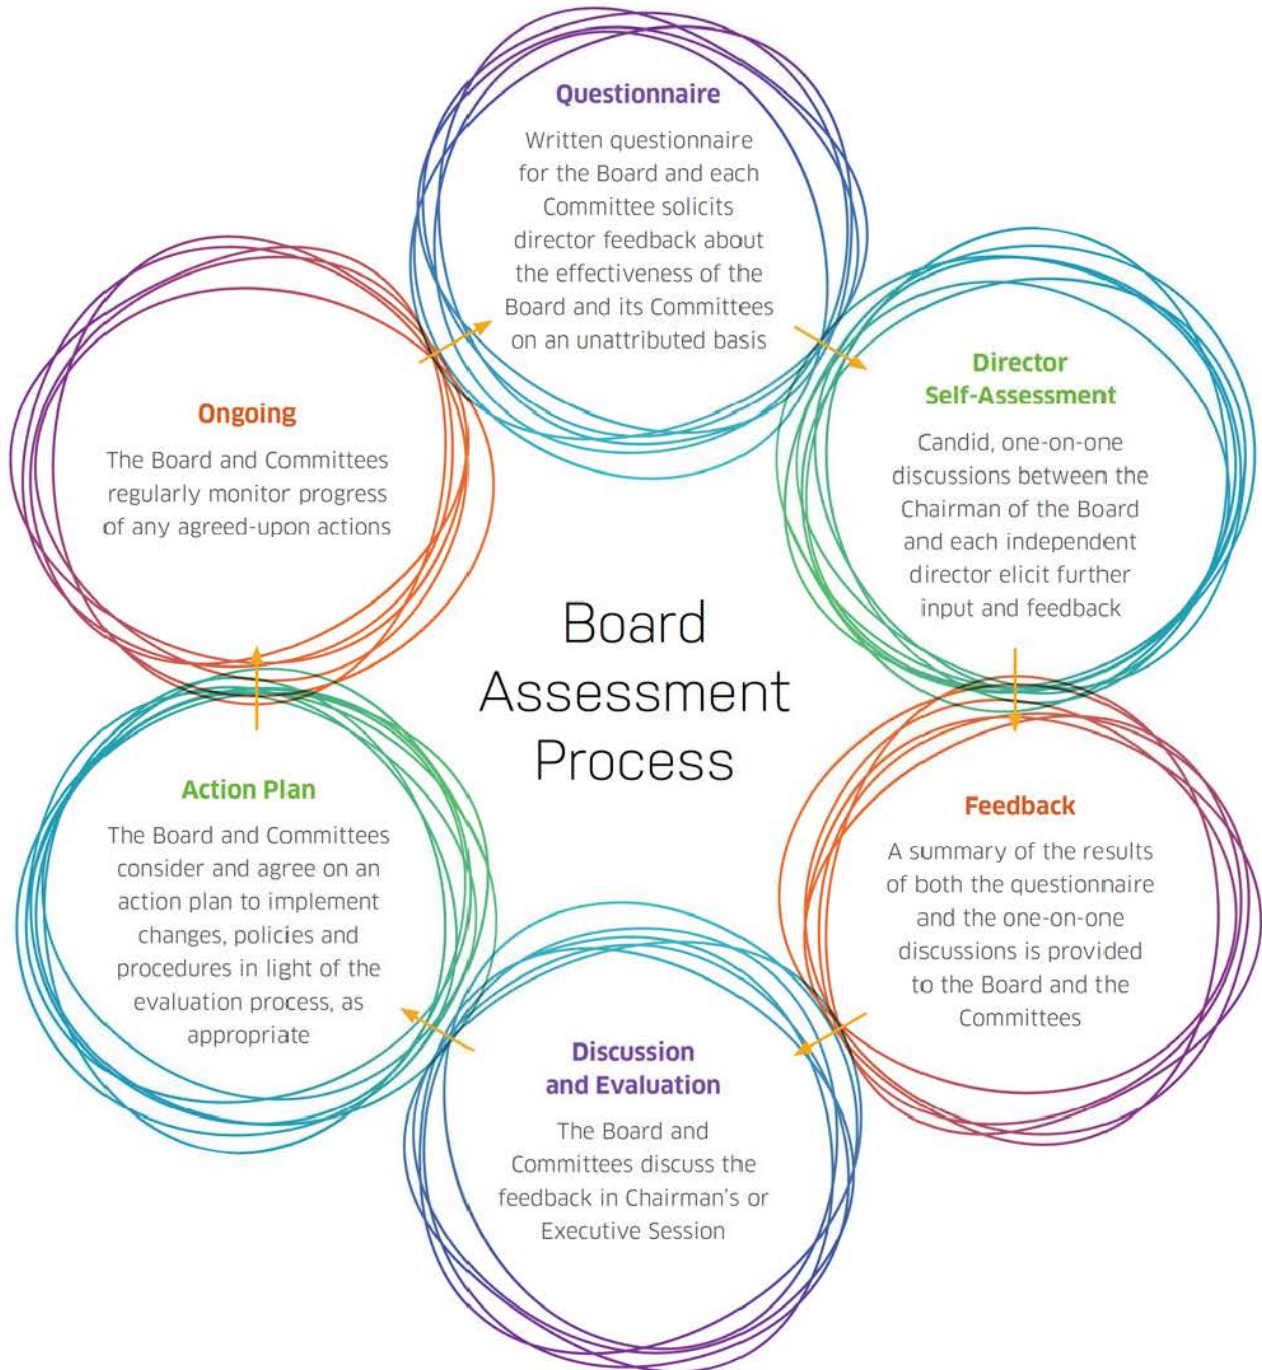 Questionnaire
Written questionnaire
for the Board and each
Committee solicits
director feedback about
the effectiveness of the
Board and its Committees
on an unattributed basis
Director
Self-Assessment
Candid, one-on-one
discussions between the
Chairman of the Board
and each independent
director elicit further
input and feedback
Feedback
A summary of the results
of both the questionnaire
and the one-on-one
discussions is provided
to the Board and the
Committees
Discussion
and Evaluation
The Board and
Committees discuss the
feedback in Chairman's or
Executive Session
Action Plan
The Board and Committees
consider and agree on an
action plan to implement
changes, policies and
procedures in light of the
evaluation process, as
appropriate
Ongoing
The Board and Committees
regularly monitor progress
of any agreed-upon actions
Board
Assessment
Process